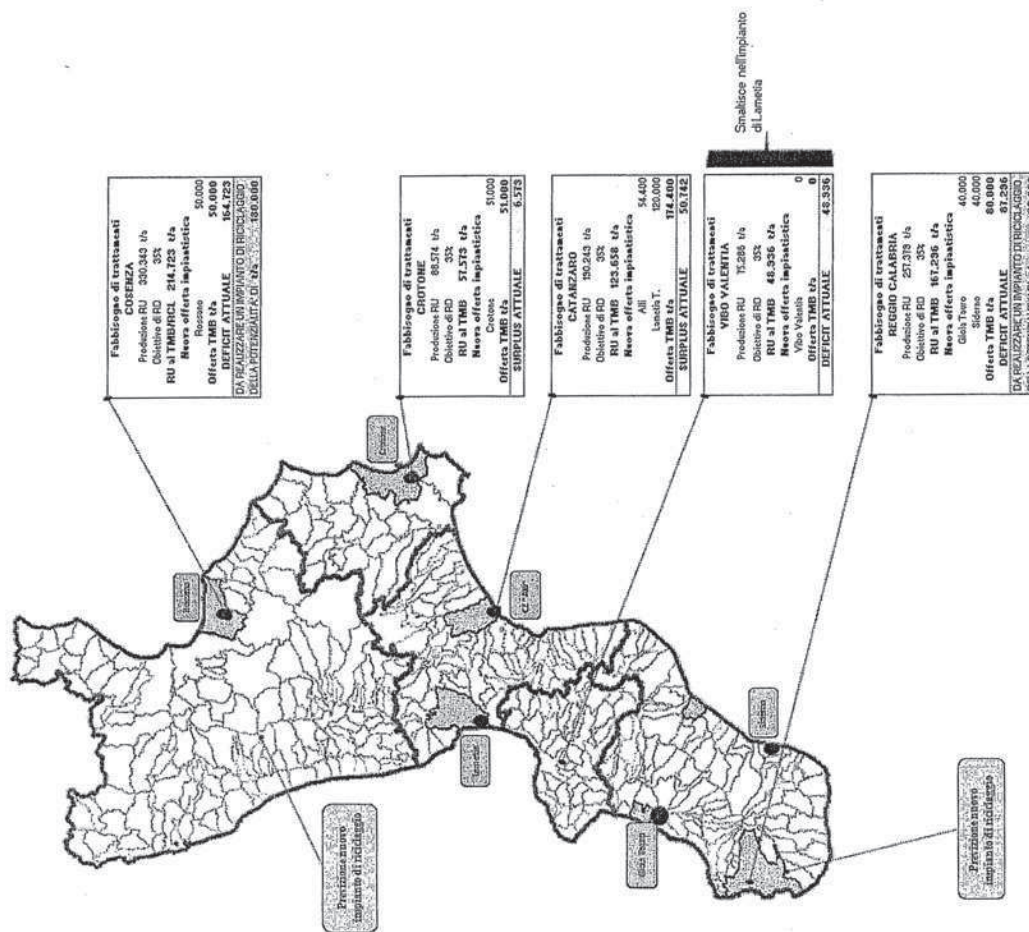 Fabbisogno di trattamenti
COSENZA
Produzione RU 330.343 t/a
Obiettivo di RD 35%
RU al TMB/RCL 214.723 t/a
Nuova offerta impiantistica
Rossano 50.000
Offerta TMB t/a 50.000
DEFICIT ATTUALE 164.723
DA REALIZZARE UN IMPIANTO DI RICICLAGGIO
DELLA POTENZIALITA' DI t/a 180.000
Fabbisogno di trattamenti
CROTONE
Produzione RU 88.574 t/a
Obiettivo di RD 35%
RU al TMB 57.573 t/a
Nuova offerta impiantistica
Crotone 51.000
Offerta TMB t/a 51.000
SURPLUS ATTUALE 6.573
Fabbisogno di trattamenti
CATANZARO
Produzione RU 190.243 t/a
Obiettivo di RD 35%
RU al TMB 123.658 t/a
Nuova offerta impiantistica
Alli 54.400
Lamelia T. 120.000
Offerta TMB t/a 174.400
SURPLUS ATTUALE 50.742
Fabbisogno di trattamenti
VIBO VALENTIA
Produzione RU 75.286 t/a
Obiettivo di RD 35%
RU al TMB 48.936 t/a
Nuova offerta impiantistica
Vibo Valentia 0
Offerta TMB t/a 0
DEFICIT ATTUALE 48.936
Smaltisce nell'impianto
di Lametia
Fabbisogno di trattamenti
REGGIO CALABRIA
Produzione RU 257.379 t/a
Obiettivo di RD 35%
RU al TMB 167.296 t/a
Nuova offerta impiantistica
Gioia Tauro 40.000
Siderno 40.000
Offerta TMB t/a 80.000
DEFICIT ATTUALE 87.296
DA REALIZZARE UN IMPIANTO DI RICICLAGGIO
Rossano
Crotone
Lametia
Siderno
Gioia Tauro
Previzione nuovo
impianto di riciclaggio
Previzione nuovo
impianto di riciclaggio